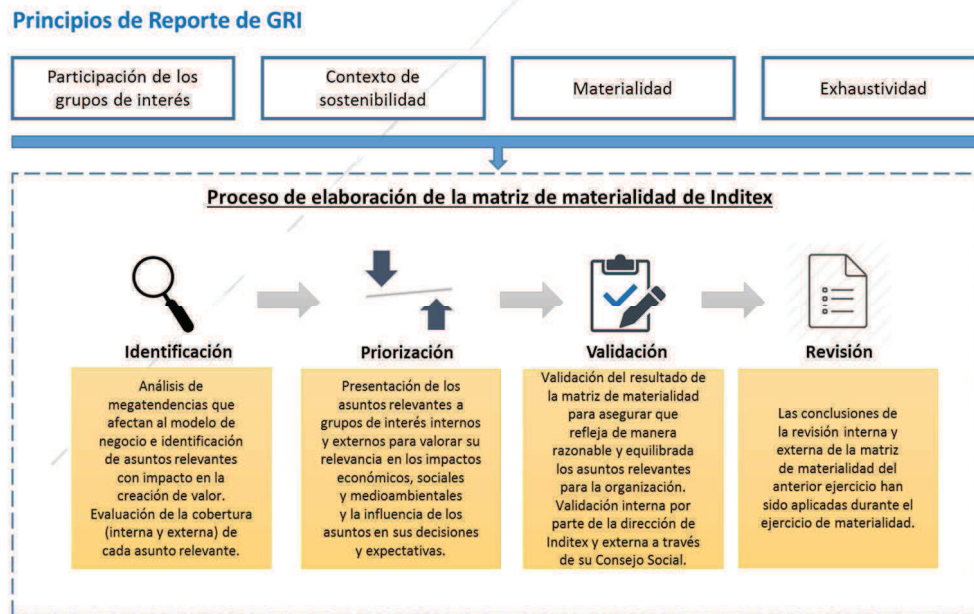 Principios de Reporte de GRI
Participación de los
grupos de interés
Contexto de
sostenibilidad
Materialidad
Exhaustividad
Proceso de elaboración de la matriz de materialidad de Inditex
Identificación
Análisis de
megatendencias que
afectan al modelo de
negocio e identificación
de asuntos relevantes
con impacto en la
creación de valor.
Evaluación de la cobertura
(interna y externa) de
cada asunto relevante.
Priorización
Presentación de los
asuntos relevantes a
grupos de interés internos
y externos para valorar su
relevancia en los impactos
económicos, sociales
y medioambientales
y la influencia de los
asuntos en sus decisiones
y expectativas.
Validación
Validación del resultado de
la matriz de materialidad
para asegurar que
refleja de manera
razonable y equilibrada
los asuntos relevantes
para la organización.
Validación interna por
parte de la dirección de
Inditex y externa a través
de su Consejo Social.
Revisión
Las conclusiones de
la revisión interna y
externa de la matriz
de materialidad del
anterior ejercicio han
sido aplicadas durante el
ejercicio de materialidad.